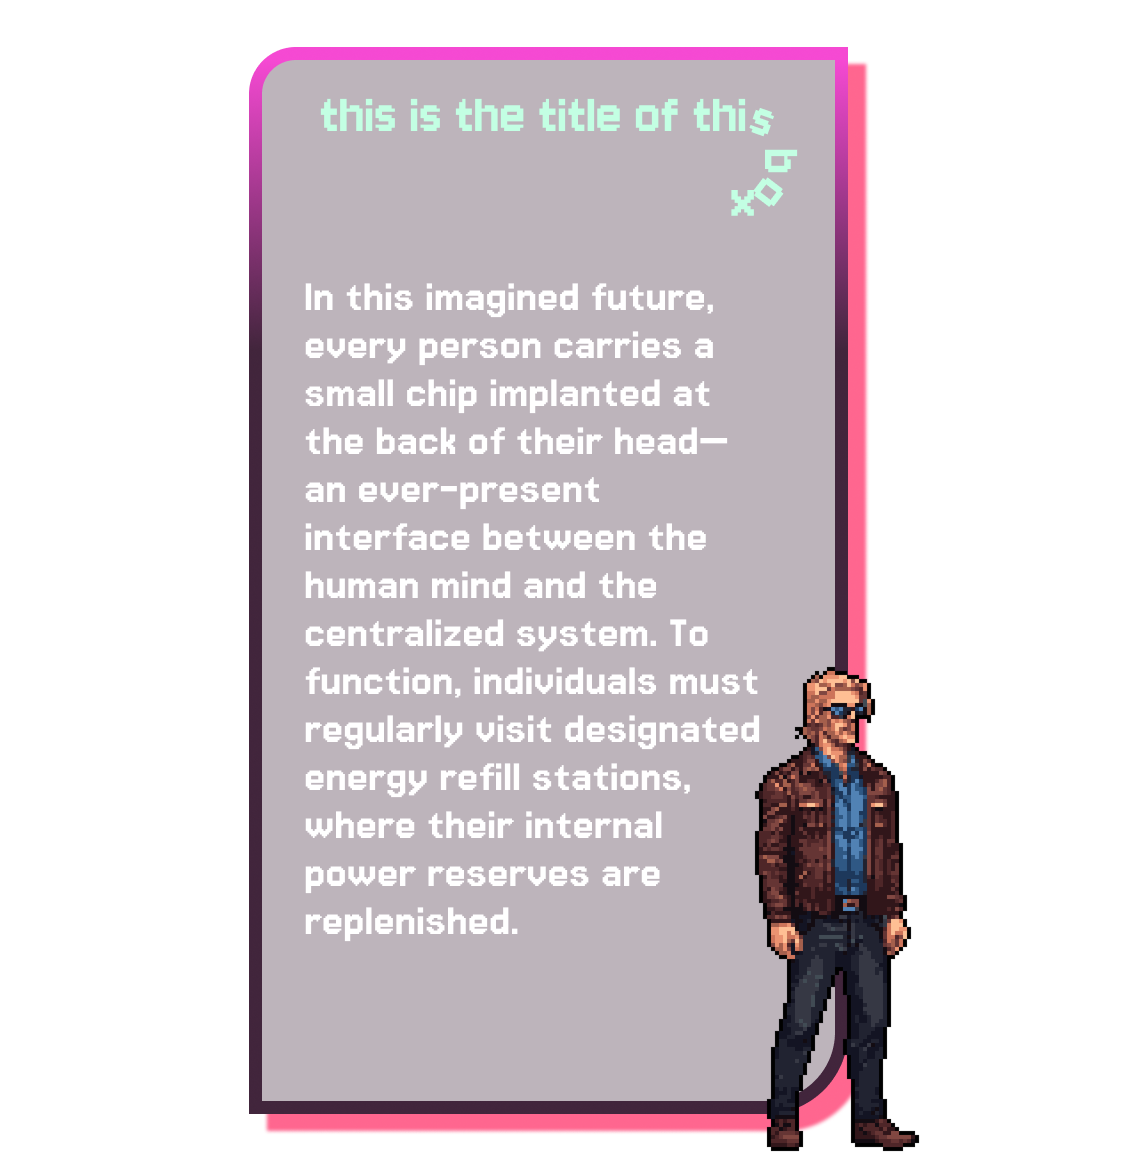 this is the title of this box
In this imagined future,
every person carries a
small chip implanted at
the back of their head—
an ever-present
interface between the
human mind and the
centralized system. To
function, individuals must
regularly visit designated
energy refill stations,
where their internal
power reserves are
replenished.